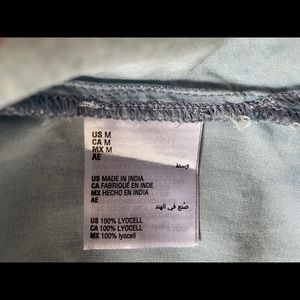 US M
CA M
MX M
AE وسط
US MADE IN INDIA
CA FABRIQUÉ EN INDE
MX HECHO EN INDIA
AE صنع في الهند
US 100% LYOCELL
CA 100% LYOCELL
MX 100% lyocell